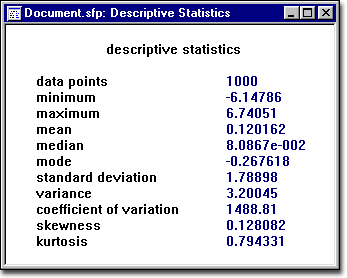 Document.sfp: Descriptive Statistics
descriptive statistics
data points 1000
minimum -6.14786
maximum 6.74051
mean 0.120162
median 8.0867e-002
mode -0.267618
standard deviation 1.78898
variance 3.20045
coefficient of variation 1488.81
skewness 0.128082
kurtosis 0.794331